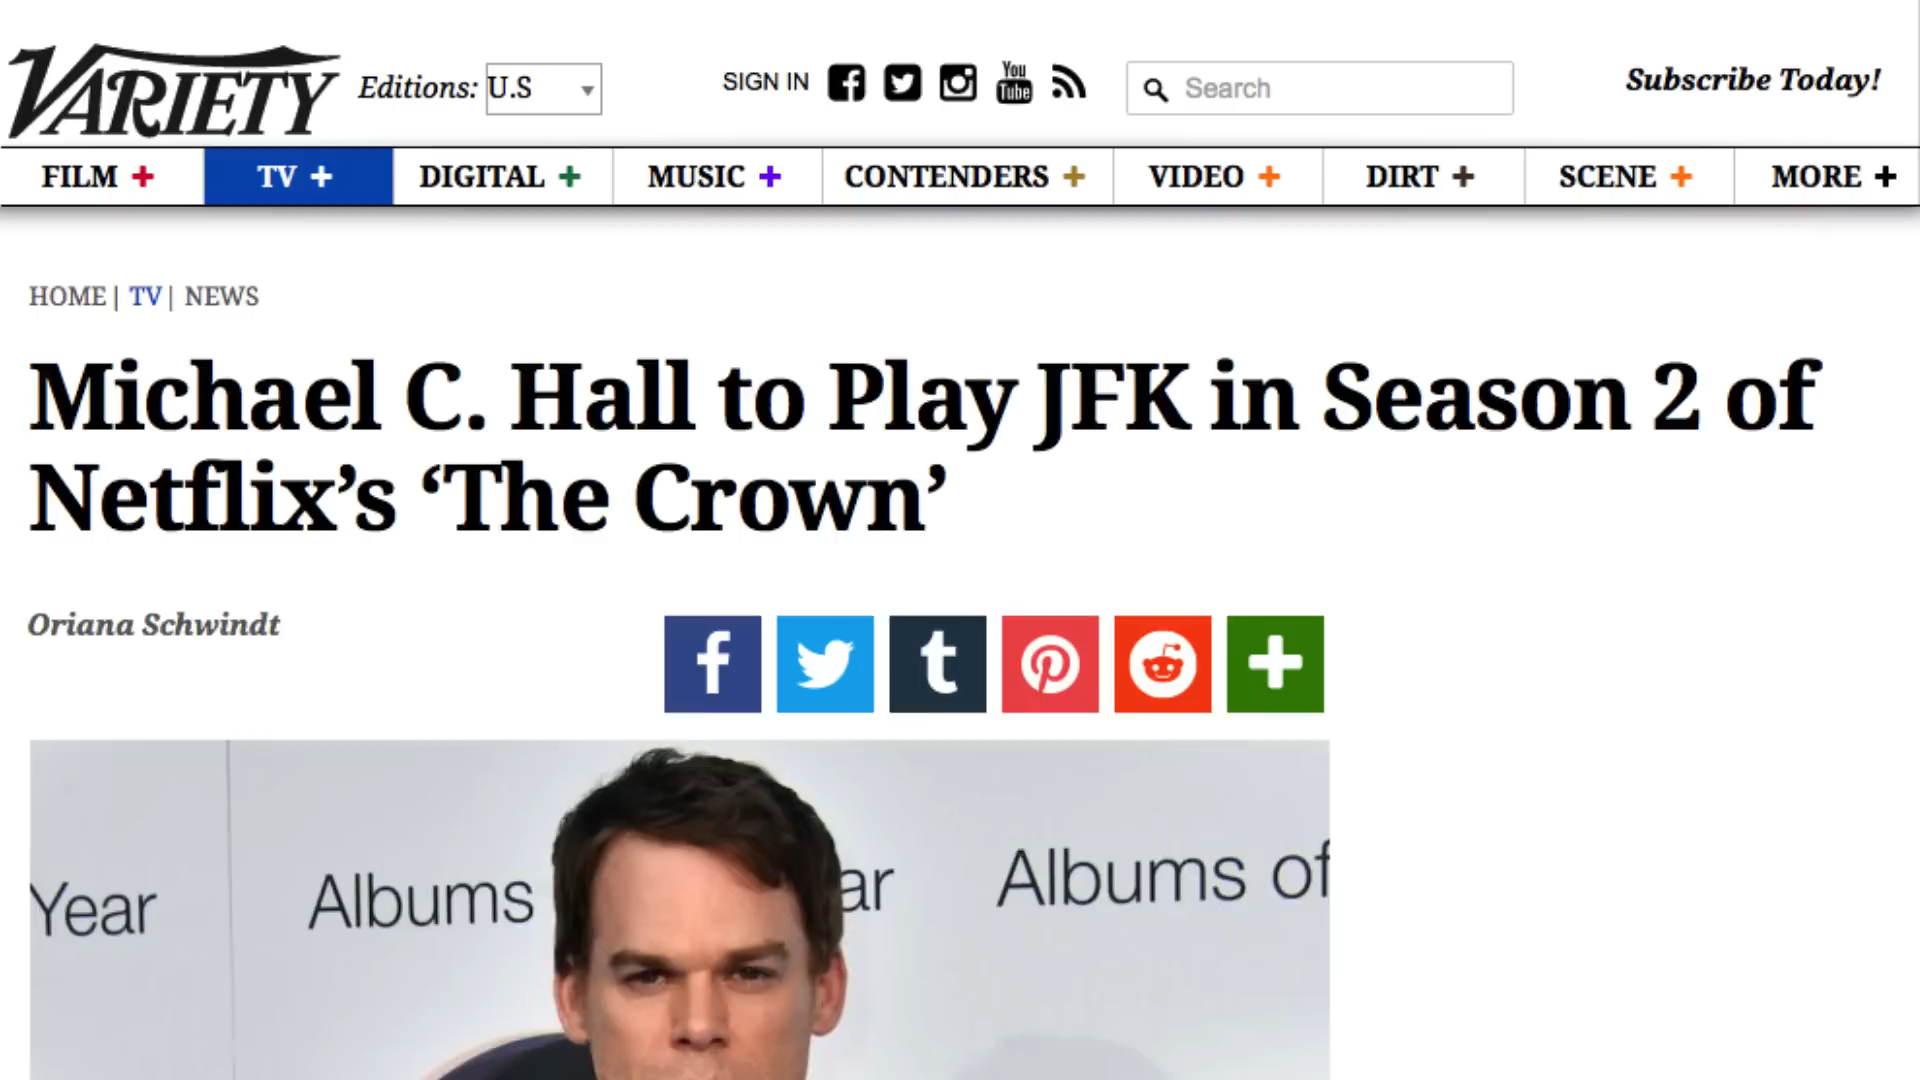 VARIETY Editions: U.S SIGN IN You Tube Search Subscribe Today!
FILM + TV + DIGITAL + MUSIC + CONTENDERS + VIDEO + DIRT + SCENE + MORE +
HOME | TV | NEWS
Michael C. Hall to Play JFK in Season 2 of
Netflix’s ‘The Crown’
Oriana Schwindt
Year Albums ar Albums of